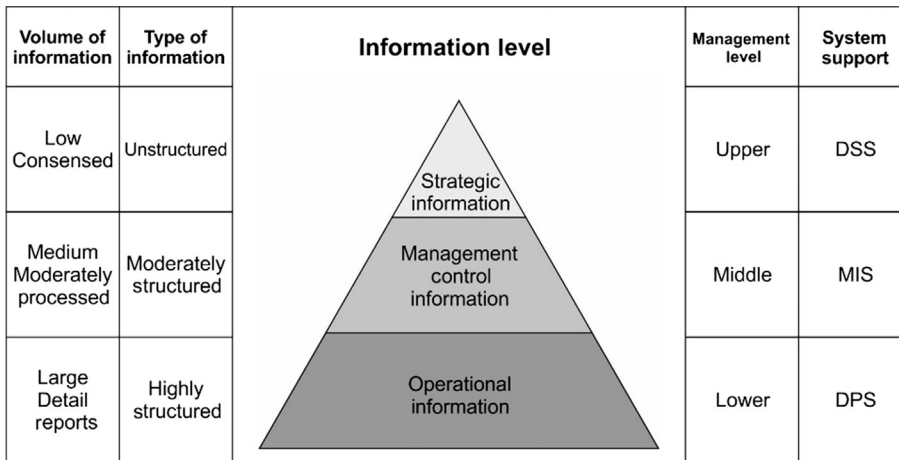 Volume of
information
Type of
information
Information level
Management
level
System
support
Low
Consensed
Unstructured
Strategic
information
Upper
DSS
Medium
Moderately
processed
Moderately
structured
Management
control
information
Middle
MIS
Large
Detail
reports
Highly
structured
Operational
information
Lower
DPS